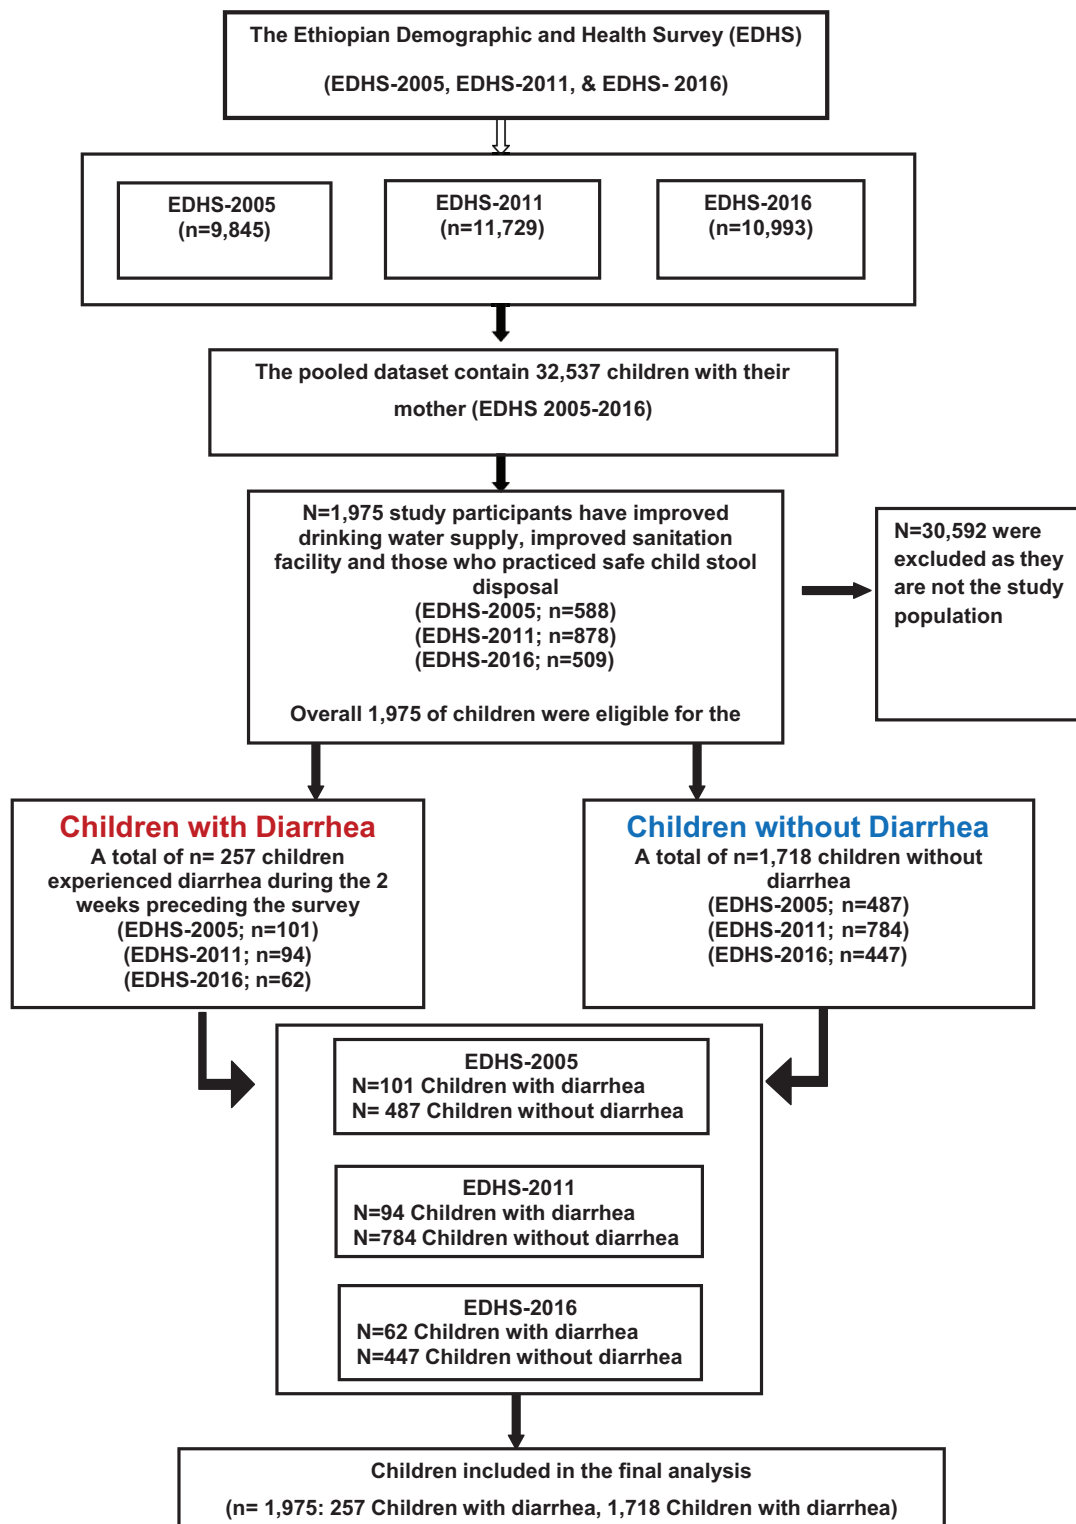 The Ethiopian Demographic and Health Survey (EDHS)
(EDHS-2005, EDHS-2011, & EDHS- 2016)
EDHS-2005
(n=9,845)
EDHS-2011
(n=11,729)
EDHS-2016
(n=10,993)
The pooled dataset contain 32,537 children with their
mother (EDHS 2005-2016)
N=1,975 study participants have improved
drinking water supply, improved sanitation
facility and those who practiced safe child stool
disposal
(EDHS-2005; n=588)
(EDHS-2011; n=878)
(EDHS-2016; n=509)
Overall 1,975 of children were eligible for the
N=30,592 were
excluded as they
are not the study
population
Children with Diarrhea
A total of n= 257 children
experienced diarrhea during the 2
weeks preceding the survey
(EDHS-2005; n=101)
(EDHS-2011; n=94)
(EDHS-2016; n=62)
Children without Diarrhea
A total of n=1,718 children without
diarrhea
(EDHS-2005; n=487)
(EDHS-2011; n=784)
(EDHS-2016; n=447)
EDHS-2005
N=101 Children with diarrhea
N= 487 Children without diarrhea
EDHS-2011
N=94 Children with diarrhea
N=784 Children without diarrhea
EDHS-2016
N=62 Children with diarrhea
N=447 Children without diarrhea
Children included in the final analysis
(n= 1,975: 257 Children with diarrhea, 1,718 Children with diarrhea)